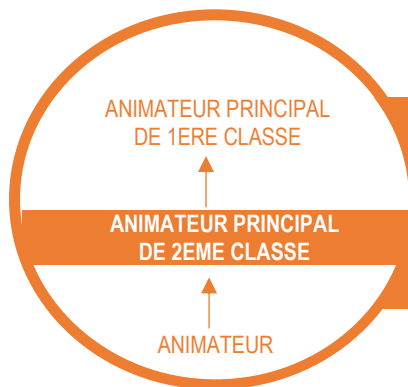 ANIMATEUR PRINCIPAL
DE 1ERE CLASSE
ANIMATEUR PRINCIPAL
DE 2EME CLASSE
ANIMATEUR